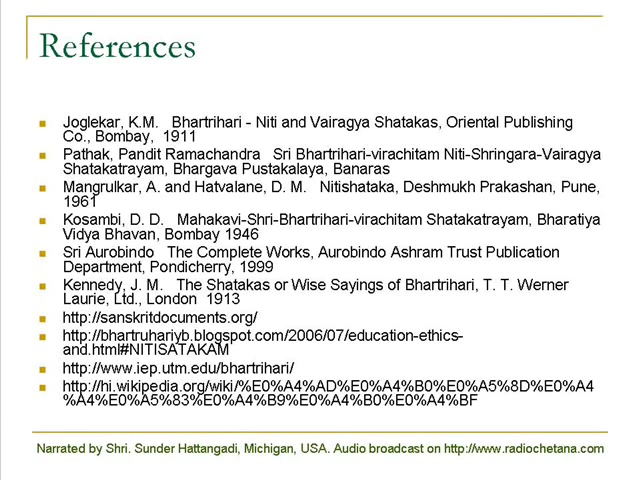 References
Joglekar, K.M. Bhartrihari - Niti and Vairagya Shatakas, Oriental Publishing
Co., Bombay, 1911
Pathak, Pandit Ramachandra Sri Bhartrihari-virachitam Niti-Shringara-Vairagya
Shatakatrayam, Bhargava Pustakalaya, Banaras
Mangrulkar, A. and Hatvalane, D. M. Nitishataka, Deshmukh Prakashan, Pune,
1961
Kosambi, D. D. Mahakavi-Shri-Bhartrihari-virachitam Shatakatrayam, Bharatiya
Vidya Bhavan, Bombay 1946
Sri Aurobindo The Complete Works, Aurobindo Ashram Trust Publication
Department, Pondicherry, 1999
Kennedy, J. M. The Shatakas or Wise Sayings of Bhartrihari, T. T. Werner
Laurie, Ltd., London 1913
http://sanskritdocuments.org/
http://bhartruhariyb.blogspot.com/2006/07/education-ethics-
and.html#NITISATAKAM
http://www.iep.utm.edu/bhartrihari/
http://hi.wikipedia.org/wiki/%E0%A4%AD%E0%A4%B0%E0%A5%8D%E0%A4
%A4%E0%A5%83%E0%A4%B9%E0%A4%B0%E0%A4%BF
Narrated by Shri. Sunder Hattangadi, Michigan, USA. Audio broadcast on http://www.radiochetana.com